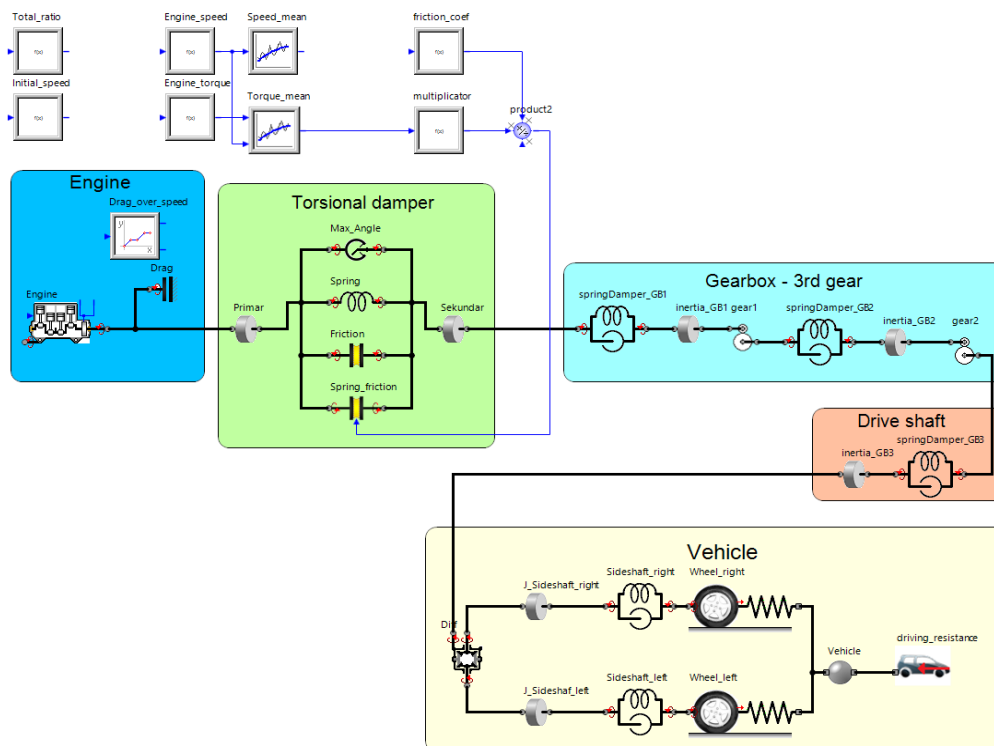 Total_ratio
Engine_speed
Speed_mean
friction_coef
f(x)
f(x)
f(x)
Initial_speed
Engine_torque
Torque_mean
multiplicator
product2
f(x)
f(x)
f(x)
Engine
Drag_over_speed
y
x
Drag
Engine
Torsional damper
Max_Angle
Spring
Primar
Sekundar
Friction
Spring_friction
Gearbox - 3rd gear
springDamper_GB1
inertia_GB1
gear1
springDamper_GB2
inertia_GB2
gear2
Drive shaft
springDamper_GB3
inertia_GB3
Vehicle
Sideshaft_right
Wheel_right
J_Sideshaft_right
Diff
driving_resistance
Vehicle
Sideshaft_left
Wheel_left
J_Sideshaf_left